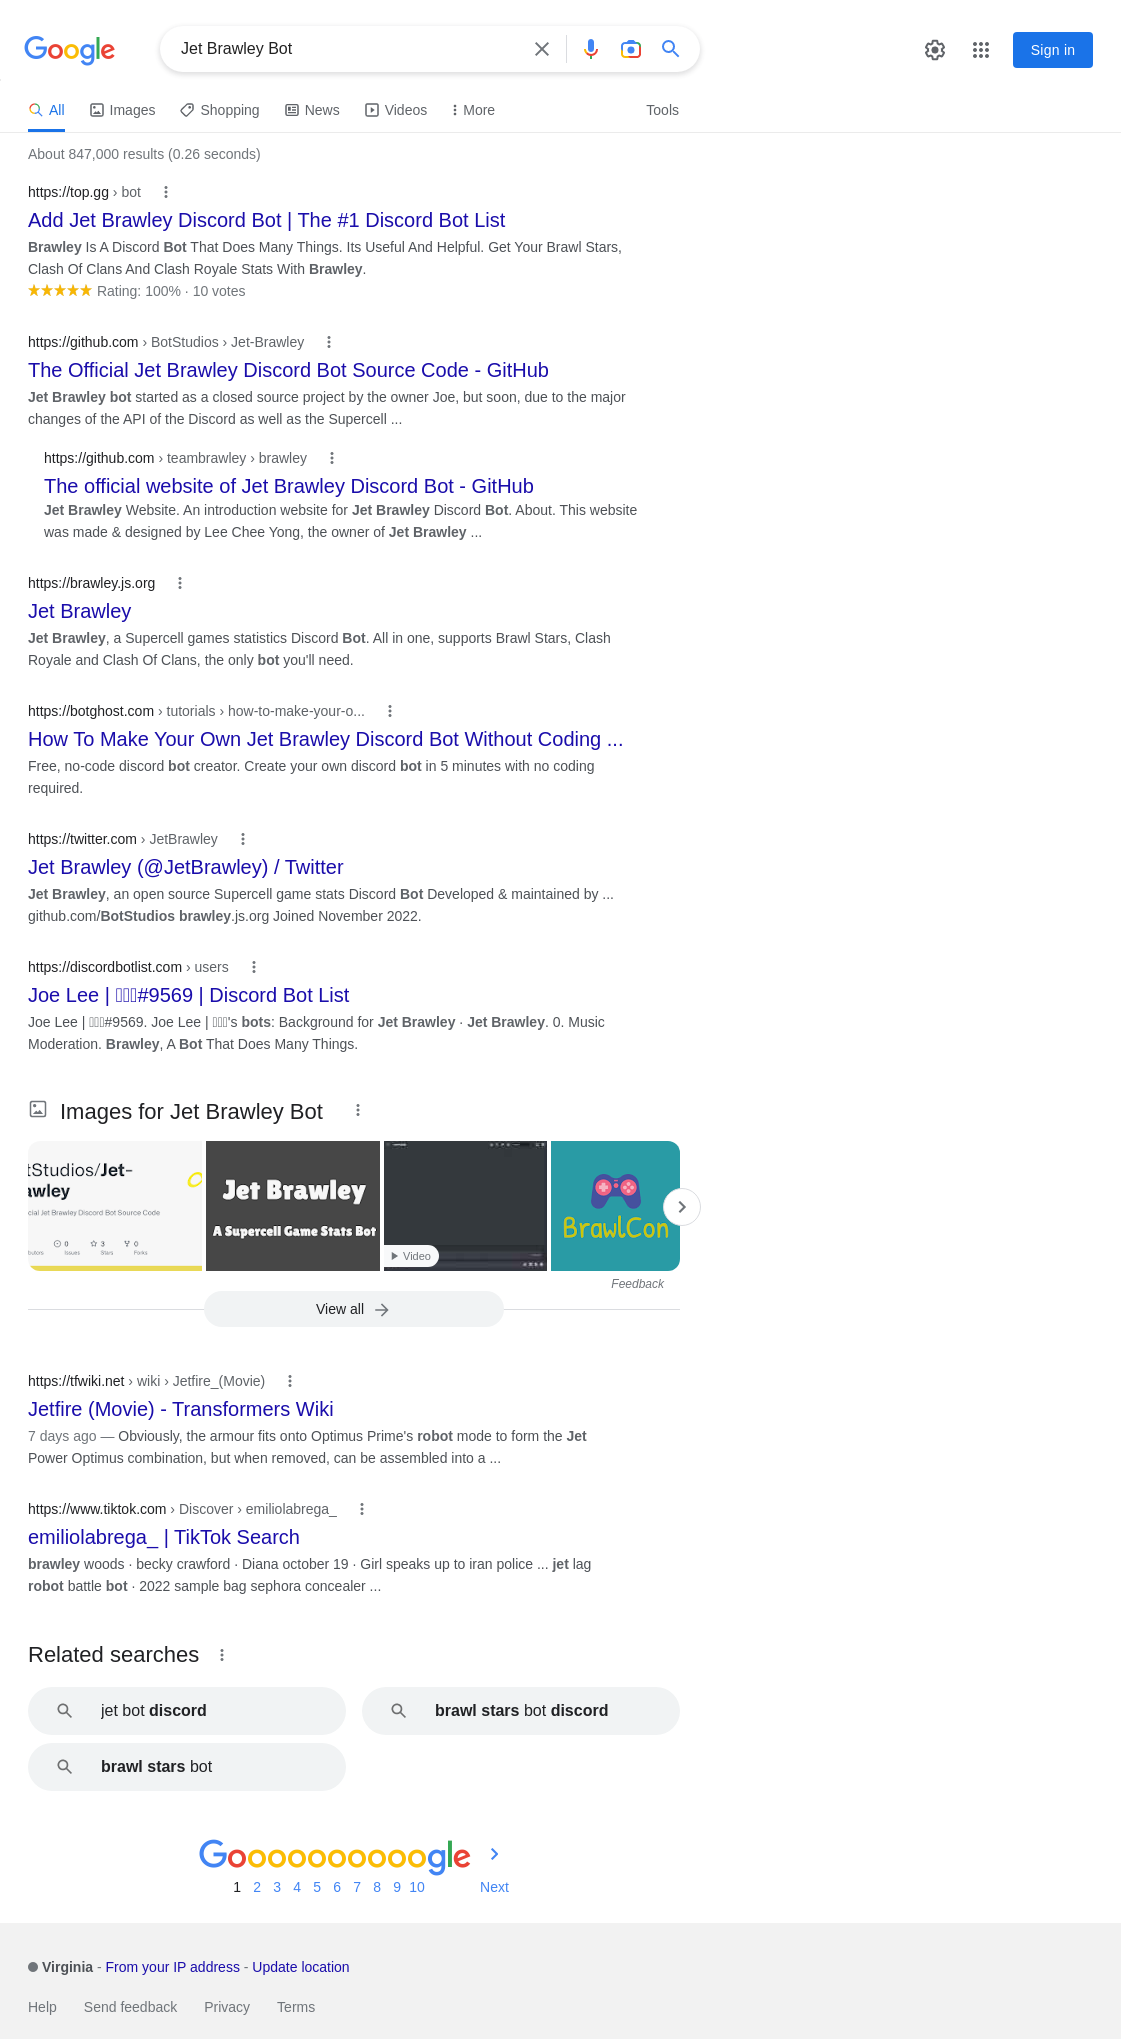 Google
Jet Brawley Bot
Sign in
All Images Shopping News Videos More Tools
About 847,000 results (0.26 seconds)
https://top.gg › bot
Add Jet Brawley Discord Bot | The #1 Discord Bot List
Brawley Is A Discord Bot That Does Many Things. Its Useful And Helpful. Get Your Brawl Stars,
Clash Of Clans And Clash Royale Stats With Brawley.
Rating: 100% · 10 votes
https://github.com › BotStudios › Jet-Brawley
The Official Jet Brawley Discord Bot Source Code - GitHub
Jet Brawley bot started as a closed source project by the owner Joe, but soon, due to the major
changes of the API of the Discord as well as the Supercell ...
https://github.com › teambrawley › brawley
The official website of Jet Brawley Discord Bot - GitHub
Jet Brawley Website. An introduction website for Jet Brawley Discord Bot. About. This website
was made & designed by Lee Chee Yong, the owner of Jet Brawley ...
https://brawley.js.org
Jet Brawley
Jet Brawley, a Supercell games statistics Discord Bot. All in one, supports Brawl Stars, Clash
Royale and Clash Of Clans, the only bot you'll need.
https://botghost.com › tutorials › how-to-make-your-o...
How To Make Your Own Jet Brawley Discord Bot Without Coding ...
Free, no-code discord bot creator. Create your own discord bot in 5 minutes with no coding
required.
https://twitter.com › JetBrawley
Jet Brawley (@JetBrawley) / Twitter
Jet Brawley, an open source Supercell game stats Discord Bot Developed & maintained by ...
github.com/BotStudios brawley.js.org Joined November 2022.
https://discordbotlist.com › users
Joe Lee | #9569 | Discord Bot List
Joe Lee | #9569. Joe Lee | 's bots: Background for Jet Brawley · Jet Brawley. 0. Music
Moderation. Brawley, A Bot That Does Many Things.
Images for Jet Brawley Bot
tStudios/Jet-
awley
cial Jet Brawley Discord Bot Source Code
0 3 0
butors Issues Stars Forks
Jet Brawley
A Supercell Game Stats Bot
Video
BrawlCon
Feedback
View all
https://tfwiki.net › wiki › Jetfire_(Movie)
Jetfire (Movie) - Transformers Wiki
7 days ago — Obviously, the armour fits onto Optimus Prime's robot mode to form the Jet
Power Optimus combination, but when removed, can be assembled into a ...
https://www.tiktok.com › Discover › emiliolabrega_
emiliolabrega_ | TikTok Search
brawley woods · becky crawford · Diana october 19 · Girl speaks up to iran police ... jet lag
robot battle bot · 2022 sample bag sephora concealer ...
Related searches
jet bot discord
brawl stars bot discord
brawl stars bot
Goooooooooogle
1 2 3 4 5 6 7 8 9 10 Next
Virginia - From your IP address - Update location
Help Send feedback Privacy Terms